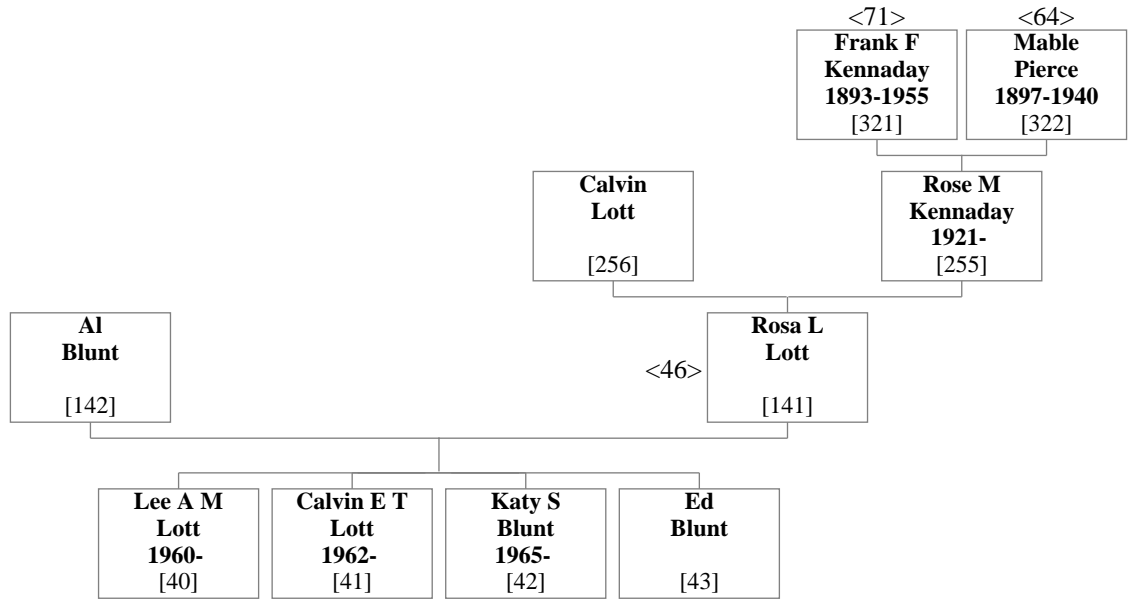 <71>
<64>
Frank F
Kennaday
1893-1955
[321]
Mable
Pierce
1897-1940
[322]
Calvin
Lott
[256]
Rose M
Kennaday
1921-
[255]
Al
Blunt
[142]
<46>
Rosa L
Lott
[141]
Lee A M
Lott
1960-
[40]
Calvin E T
Lott
1962-
[41]
Katy S
Blunt
1965-
[42]
Ed
Blunt
[43]